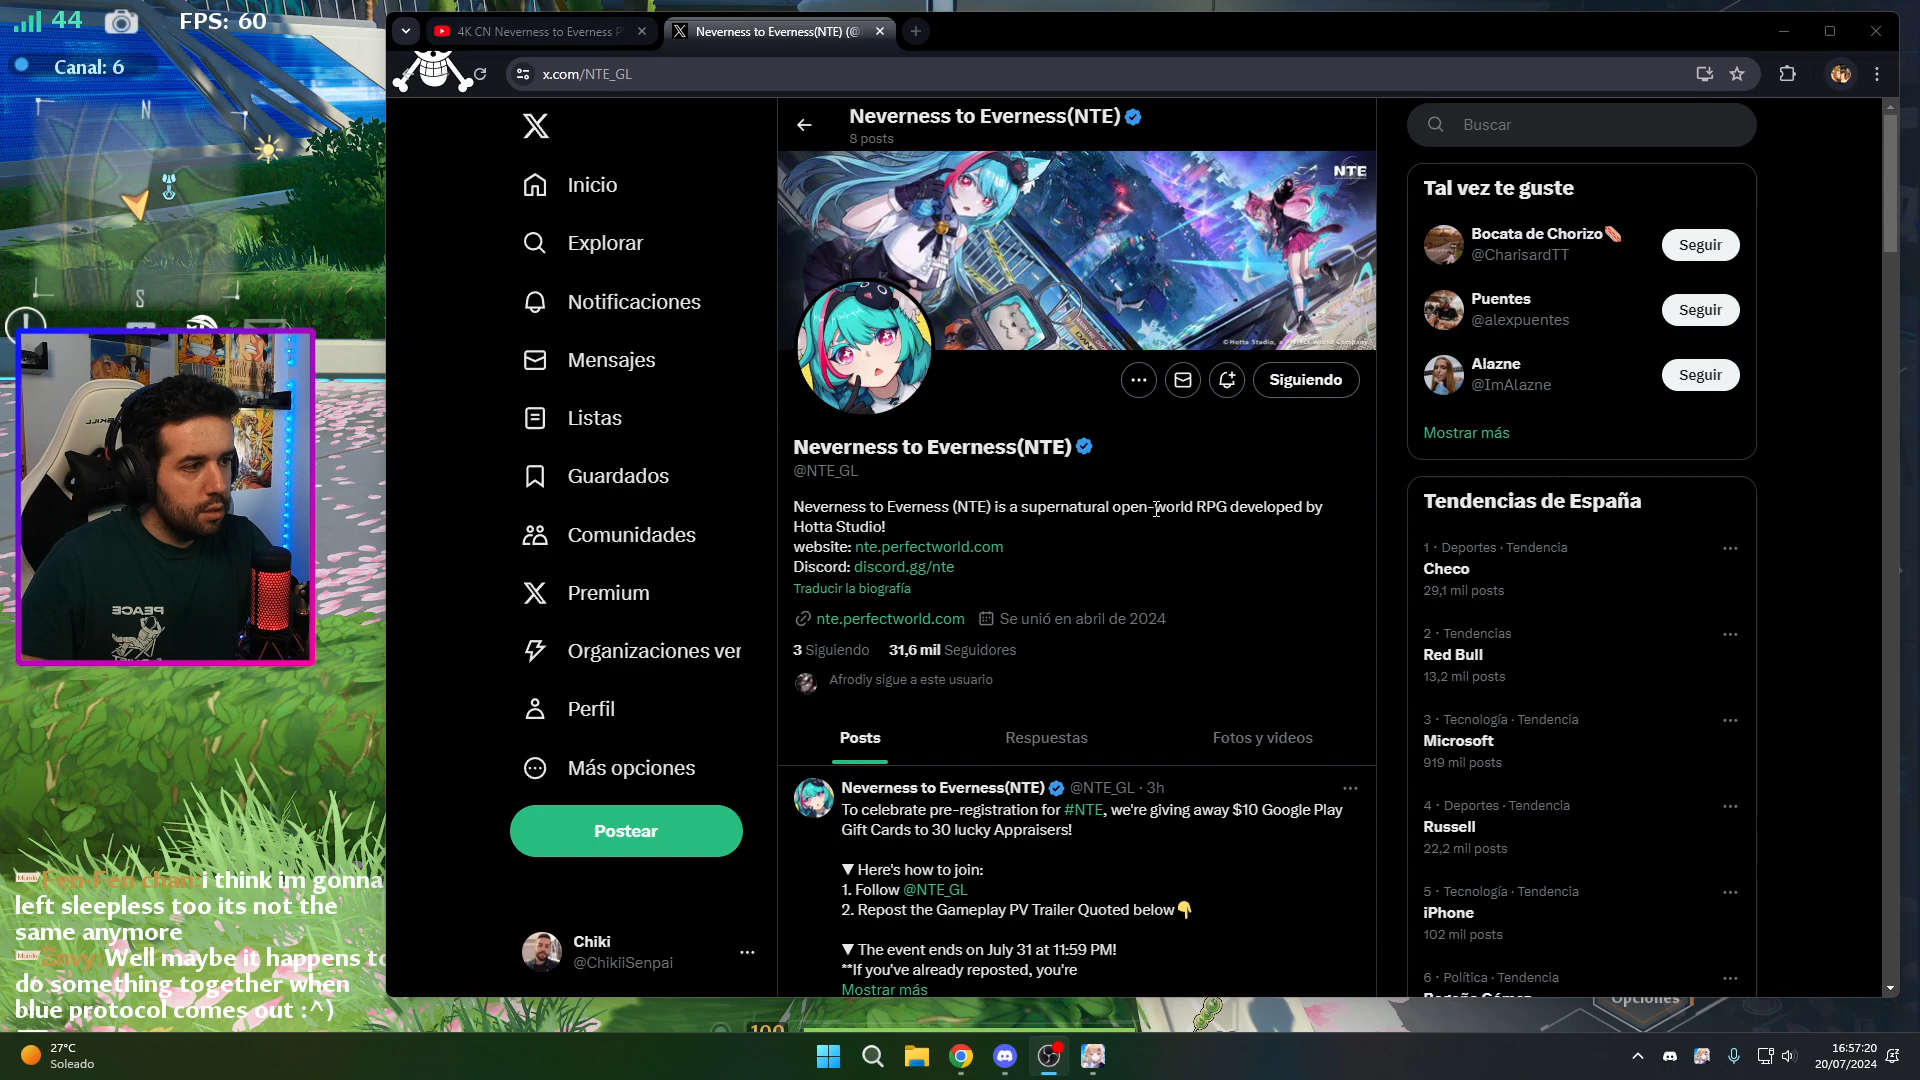 44
FPS: 60
Canal: 6
N
S
4K CN Neverness to Everness P
Neverness to Everness(NTE) (@
x.com/NTE_GL
Inicio
Explorar
Notificaciones
Mensajes
Listas
Guardados
Comunidades
Premium
Organizaciones ver
Perfil
Más opciones
Postear
Chiki
@ChikiiSenpai
Neverness to Everness(NTE)
8 posts
NTE
© Hotta Studio, a Perfect World Company.
Siguiendo
Neverness to Everness(NTE)
@NTE_GL
Neverness to Everness (NTE) is a supernatural open-world RPG developed by
Hotta Studio!
website: nte.perfectworld.com
Discord: discord.gg/nte
Traducir la biografía
nte.perfectworld.com Se unió en abril de 2024
3 Siguiendo 31,6 mil Seguidores
Afrodiy sigue a este usuario
Posts Respuestas Fotos y videos
Neverness to Everness(NTE) @NTE_GL · 3h
To celebrate pre-registration for #NTE, we're giving away $10 Google Play
Gift Cards to 30 lucky Appraisers!
▼ Here's how to join:
1. Follow @NTE_GL
2. Repost the Gameplay PV Trailer Quoted below👇
▼ The event ends on July 31 at 11:59 PM!
**If you've already reposted, you're
Mostrar más
Buscar
Tal vez te guste
Bocata de Chorizo🌭
@CharisardTT
Seguir
Puentes
@alexpuentes
Seguir
Alazne
@ImAlazne
Seguir
Mostrar más
Tendencias de España
1 · Deportes · Tendencia
Checo
29,1 mil posts
2 · Tendencias
Red Bull
13,2 mil posts
3 · Tecnología · Tendencia
Microsoft
919 mil posts
4 · Deportes · Tendencia
Russell
22,2 mil posts
5 · Tecnología · Tendencia
iPhone
102 mil posts
6 · Política · Tendencia
PEACE
Fen-Fen chan: i think im gonna
left sleepless too its not the
same anymore
Well maybe it happens to
do something together when
blue protocol comes out :^)
100
Opciones
27°C
Soleado
16:57:20
20/07/2024